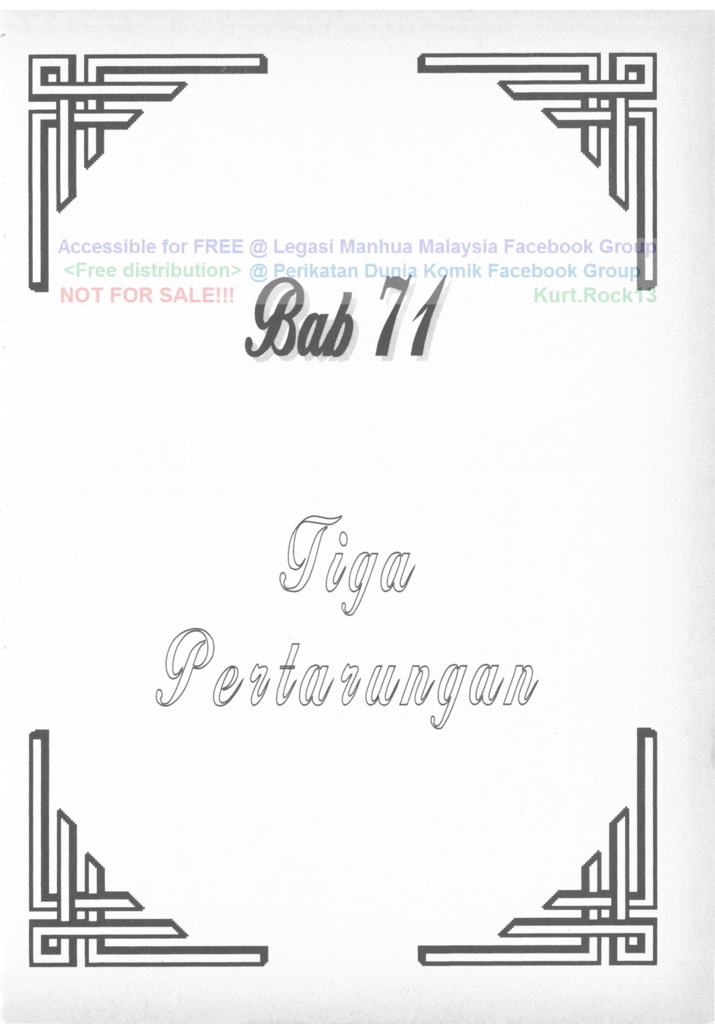 Accessible for FREE @ Legasi Manhua Malaysia Facebook Group
<Free distribution> @ Perikatan Dunia Komik Facebook Group
NOT FOR SALE!!! Kurt.Rock13
Bab 71
Tiga
Pertarungan